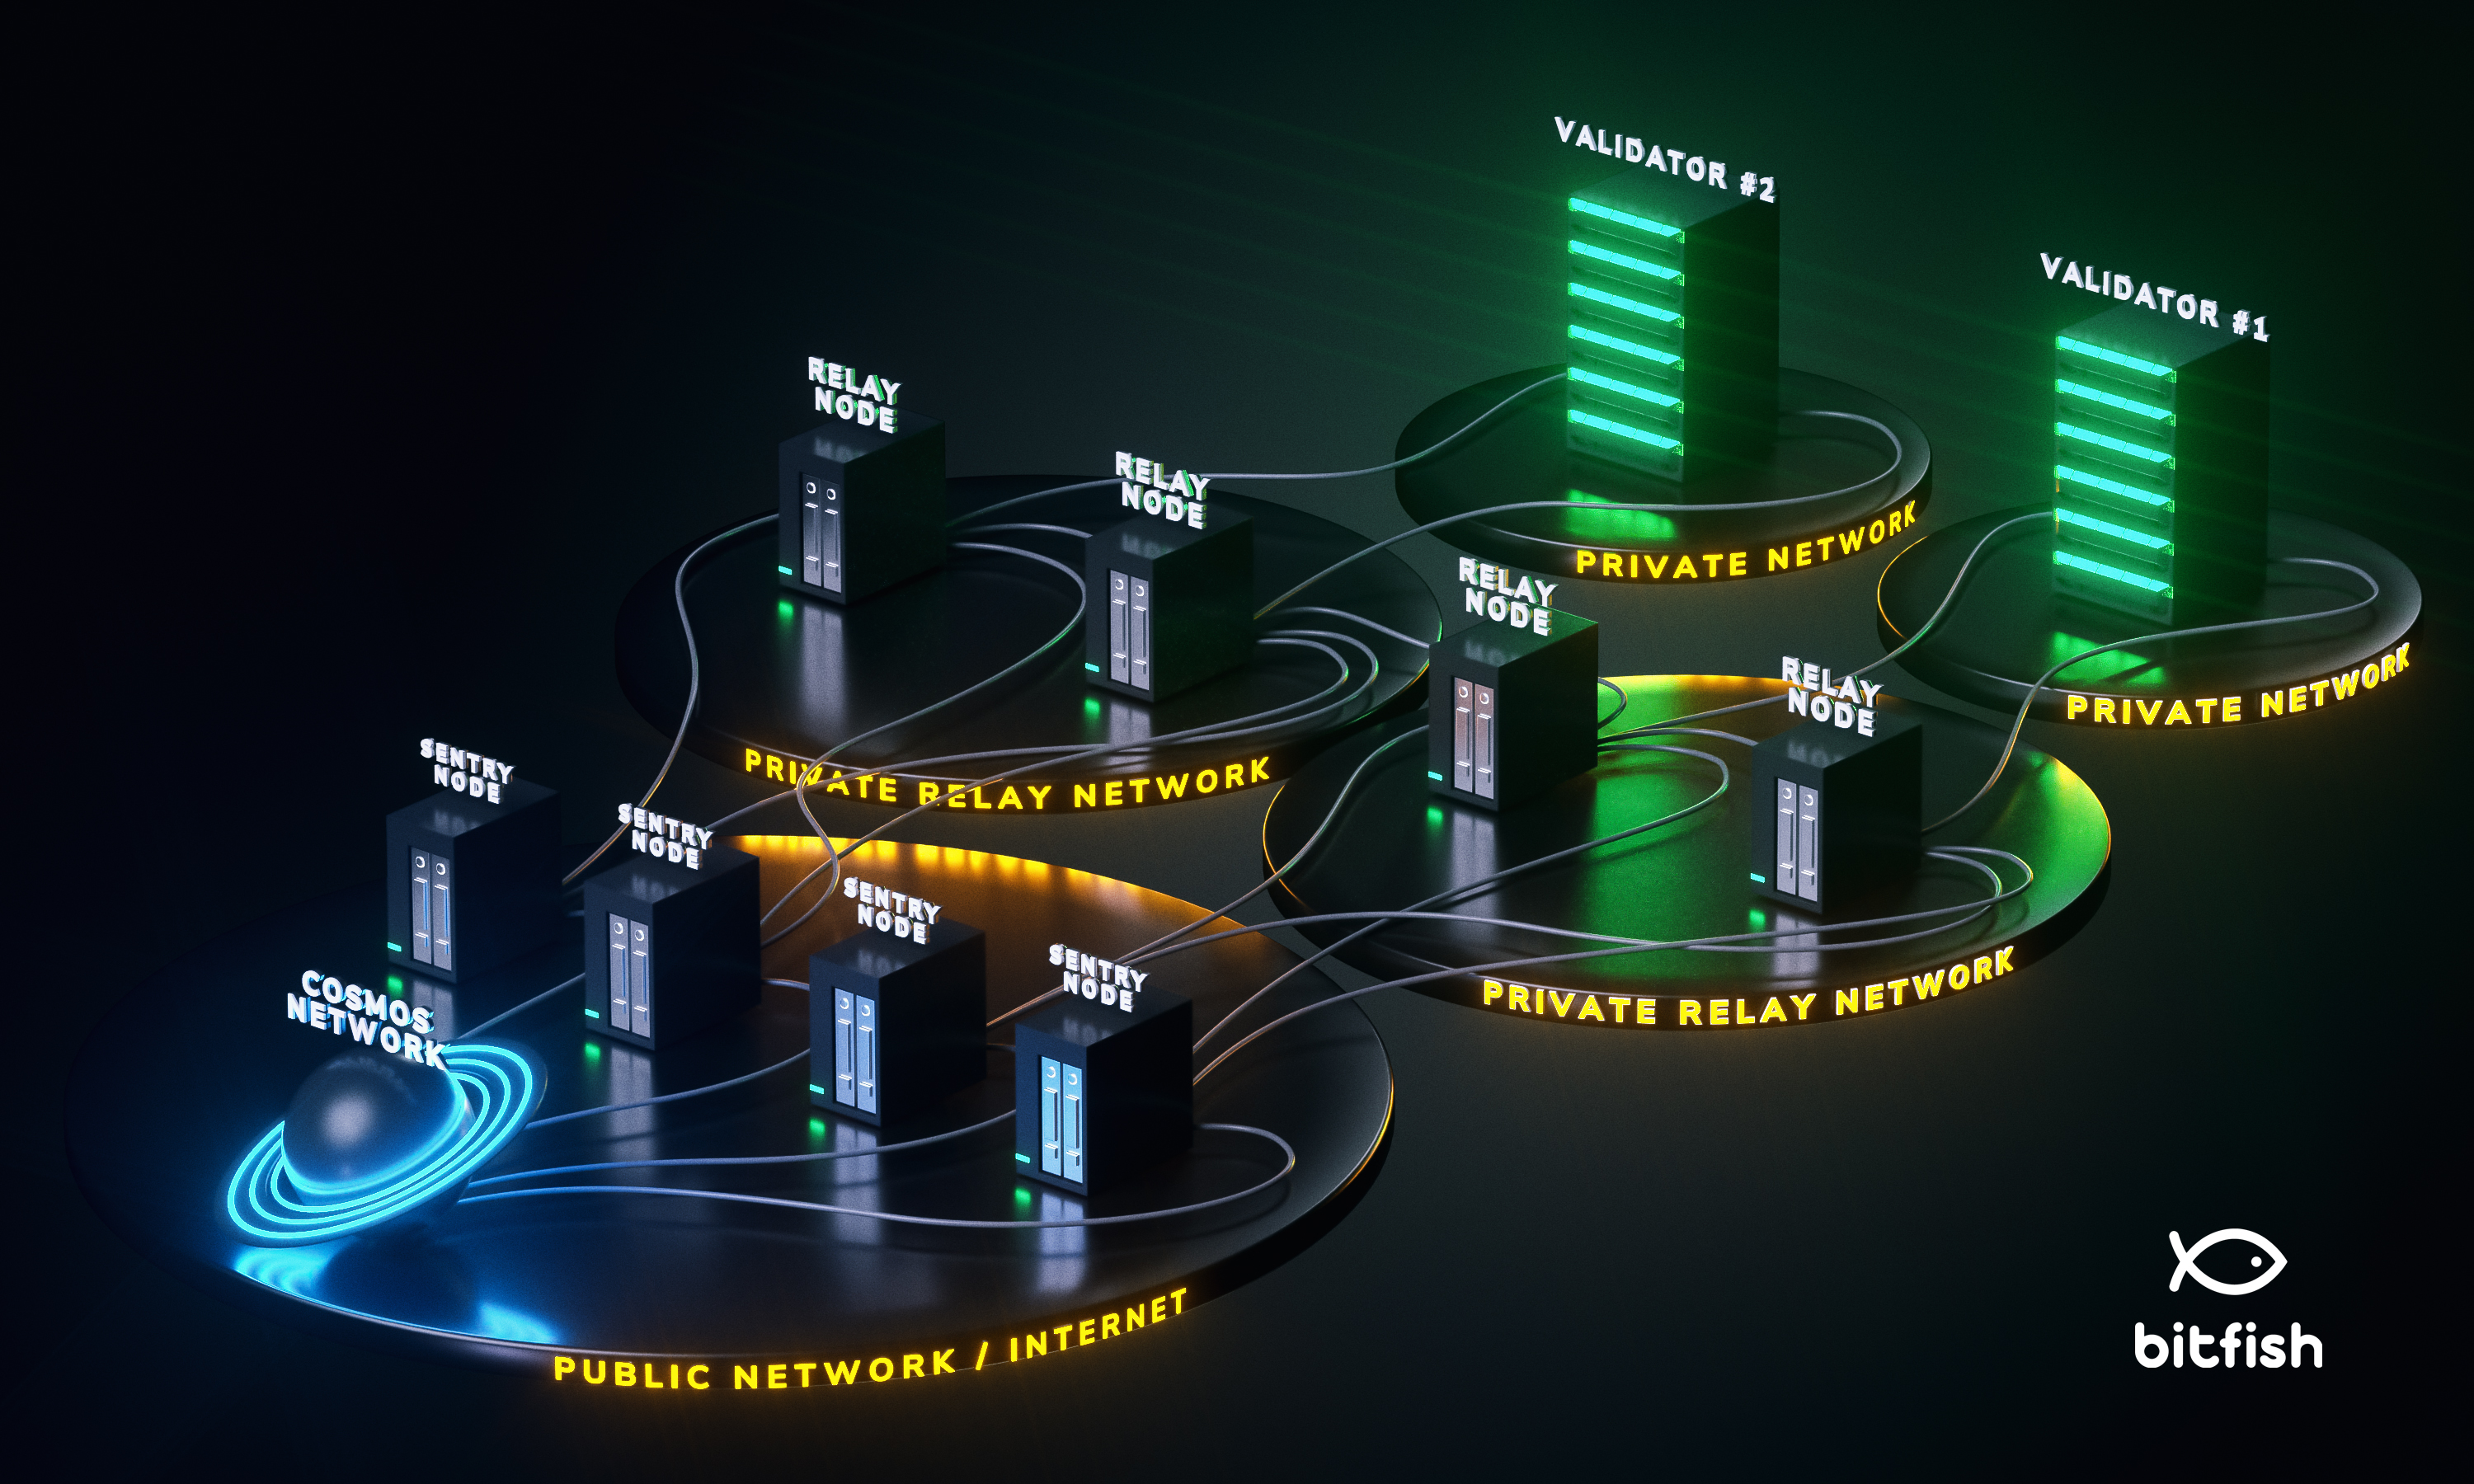 VALIDATOR #2
VALIDATOR #1
RELAY
NODE
RELAY
NODE
PRIVATE NETWORK
RELAY
NODE
RELAY
NODE
PRIVATE NETWORK
PRIVATE RELAY NETWORK
SENTRY
NODE
SENTRY
NODE
SENTRY
NODE
SENTRY
NODE
COSMOS
NETWORK
PRIVATE RELAY NETWORK
PUBLIC NETWORK / INTERNET
bitfish